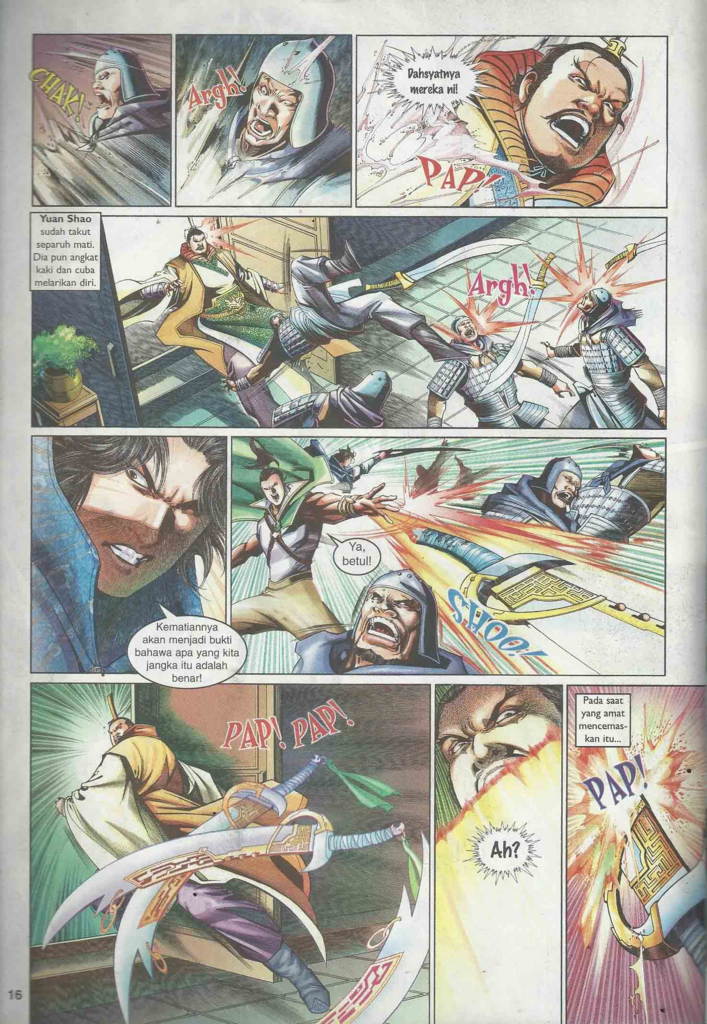 CHAK!
Argh!
Dahsyatnya
mereka ni!
PAP!
Yuan Shao
sudah takut
separuh mati.
Dia pun angkat
kaki dan cuba
melarikan diri.
Argh!
Kematiannya
akan menjadi bukti
bahawa apa yang kita
jangka itu adalah
benar!
Ya,
betul!
SHOO!
PAP! PAP!
Ah?
Pada saat
yang amat
mencemas-
kan itu...
PAP!
16